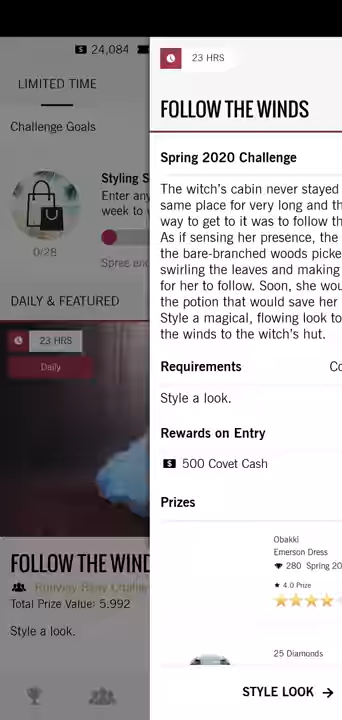 24,084
LIMITED TIME
Challenge Goals
Styling S
Enter any
week to
0/28
Spree and
DAILY & FEATURED
23 HRS
Daily
FOLLOW THE WIND
Total Prize Value: 5,992
Style a look.
23 HRS
FOLLOW THE WINDS
Spring 2020 Challenge
The witch's cabin never stayed
same place for very long and th
way to get to it was to follow th
As if sensing her presence, the
the bare-branched woods picke
swirling the leaves and making
for her to follow. Soon, she wou
the potion that would save her
Style a magical, flowing look to
the winds to the witch's hut.
Requirements Co
Style a look.
Rewards on Entry
500 Covet Cash
Prizes
Obakki
Emerson Dress
280 Spring 20
4.0 Prize
25 Diamonds
STYLE LOOK →